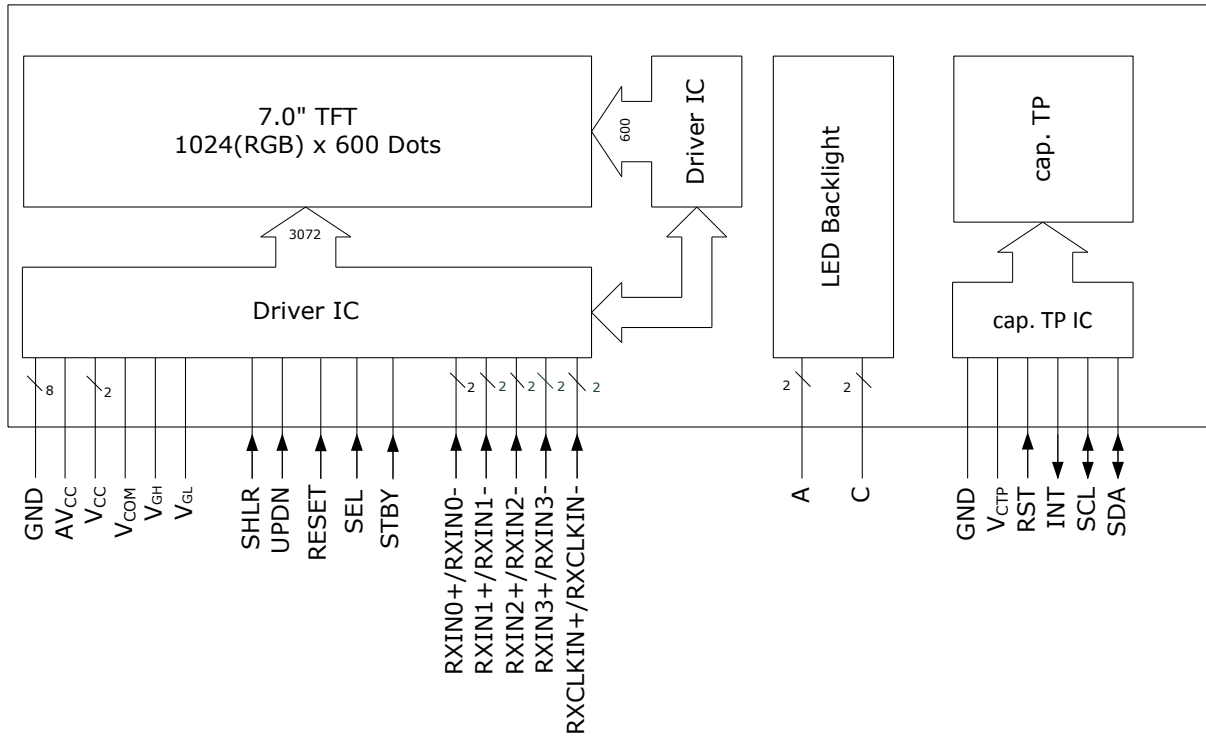 7.0" TFT
1024(RGB) x 600 Dots
600
Driver IC
LED Backlight
cap. TP
3072
Driver IC
cap. TP IC
8
2
2
2
2
2
2
2
2
GND
AVCC
VCC
VCOM
VGH
VGL
SHLR
UPDN
RESET
SEL
STBY
RXIN0+/RXIN0-
RXIN1+/RXIN1-
RXIN2+/RXIN2-
RXIN3+/RXIN3-
RXCLKIN+/RXCLKIN-
A
C
GND
VCTP
RST
INT
SCL
SDA